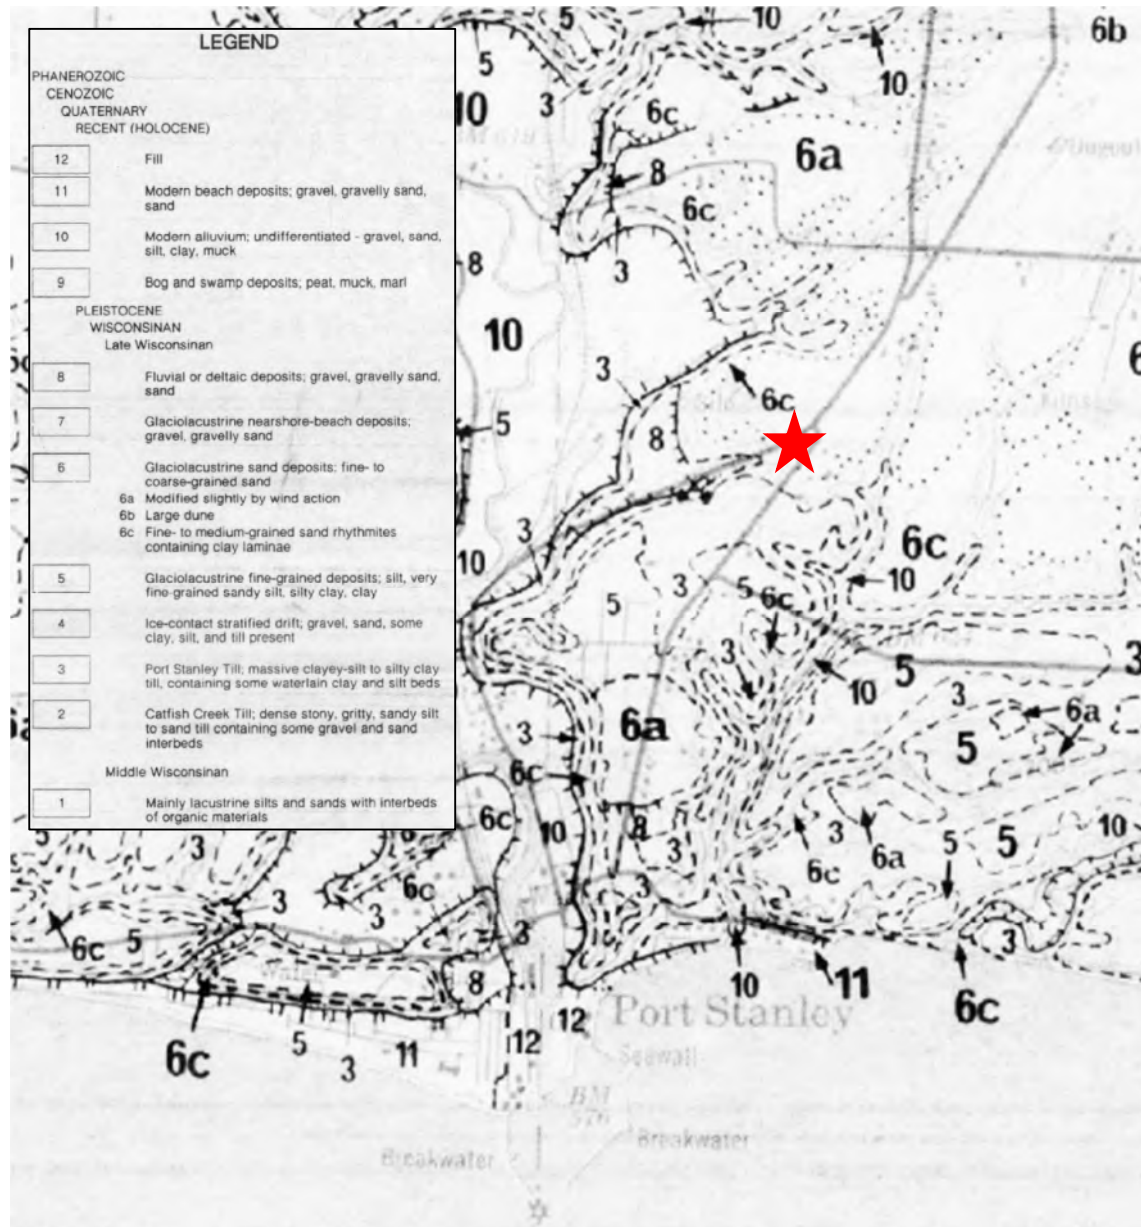 LEGEND
PHANEROZOIC
CENOZOIC
QUATERNARY
RECENT (HOLOCENE)
12 Fill
11 Modern beach deposits; gravel, gravelly sand,
sand
10 Modern alluvium; undifferentiated - gravel, sand,
silt, clay, muck
9 Bog and swamp deposits; peat, muck, marl
PLEISTOCENE
WISCONSINAN
Late Wisconsinan
8 Fluvial or deltaic deposits; gravel, gravelly sand,
sand
7 Glaciolacustrine nearshore-beach deposits;
gravel, gravelly sand
6 Glaciolacustrine sand deposits: fine- to
coarse-grained sand
6a Modified slightly by wind action
6b Large dune
6c Fine- to medium-grained sand rhythmites
containing clay laminae
5 Glaciolacustrine fine-grained deposits; silt, very
fine-grained sandy silt, silty clay, clay
4 Ice-contact stratified drift; gravel, sand, some
clay, silt, and till present
3 Port Stanley Till; massive clayey-silt to silty clay
till, containing some waterlain clay and silt beds
2 Catfish Creek Till; dense stony, gritty, sandy silt
to sand till containing some gravel and sand
interbeds
Middle Wisconsinan
1 Mainly lacustrine silts and sands with interbeds
of organic materials
5 10 6b
5 3 10
10 6c
6a
8
6c
3
8
10
3
6c
5 8
3 6c
10 3 10
5 5 6c
3 10 5 3 3
6a 6a
3 5
6c
6c 10 8 3 3 5 10
3 6c 6a 5 5
6c 6c
3 3 3 3
6c 5 3
8 10 11 6c
6c 5 3 11 12 12
Port Stanley
Seawall
BM
576
Breakwater
Breakwater